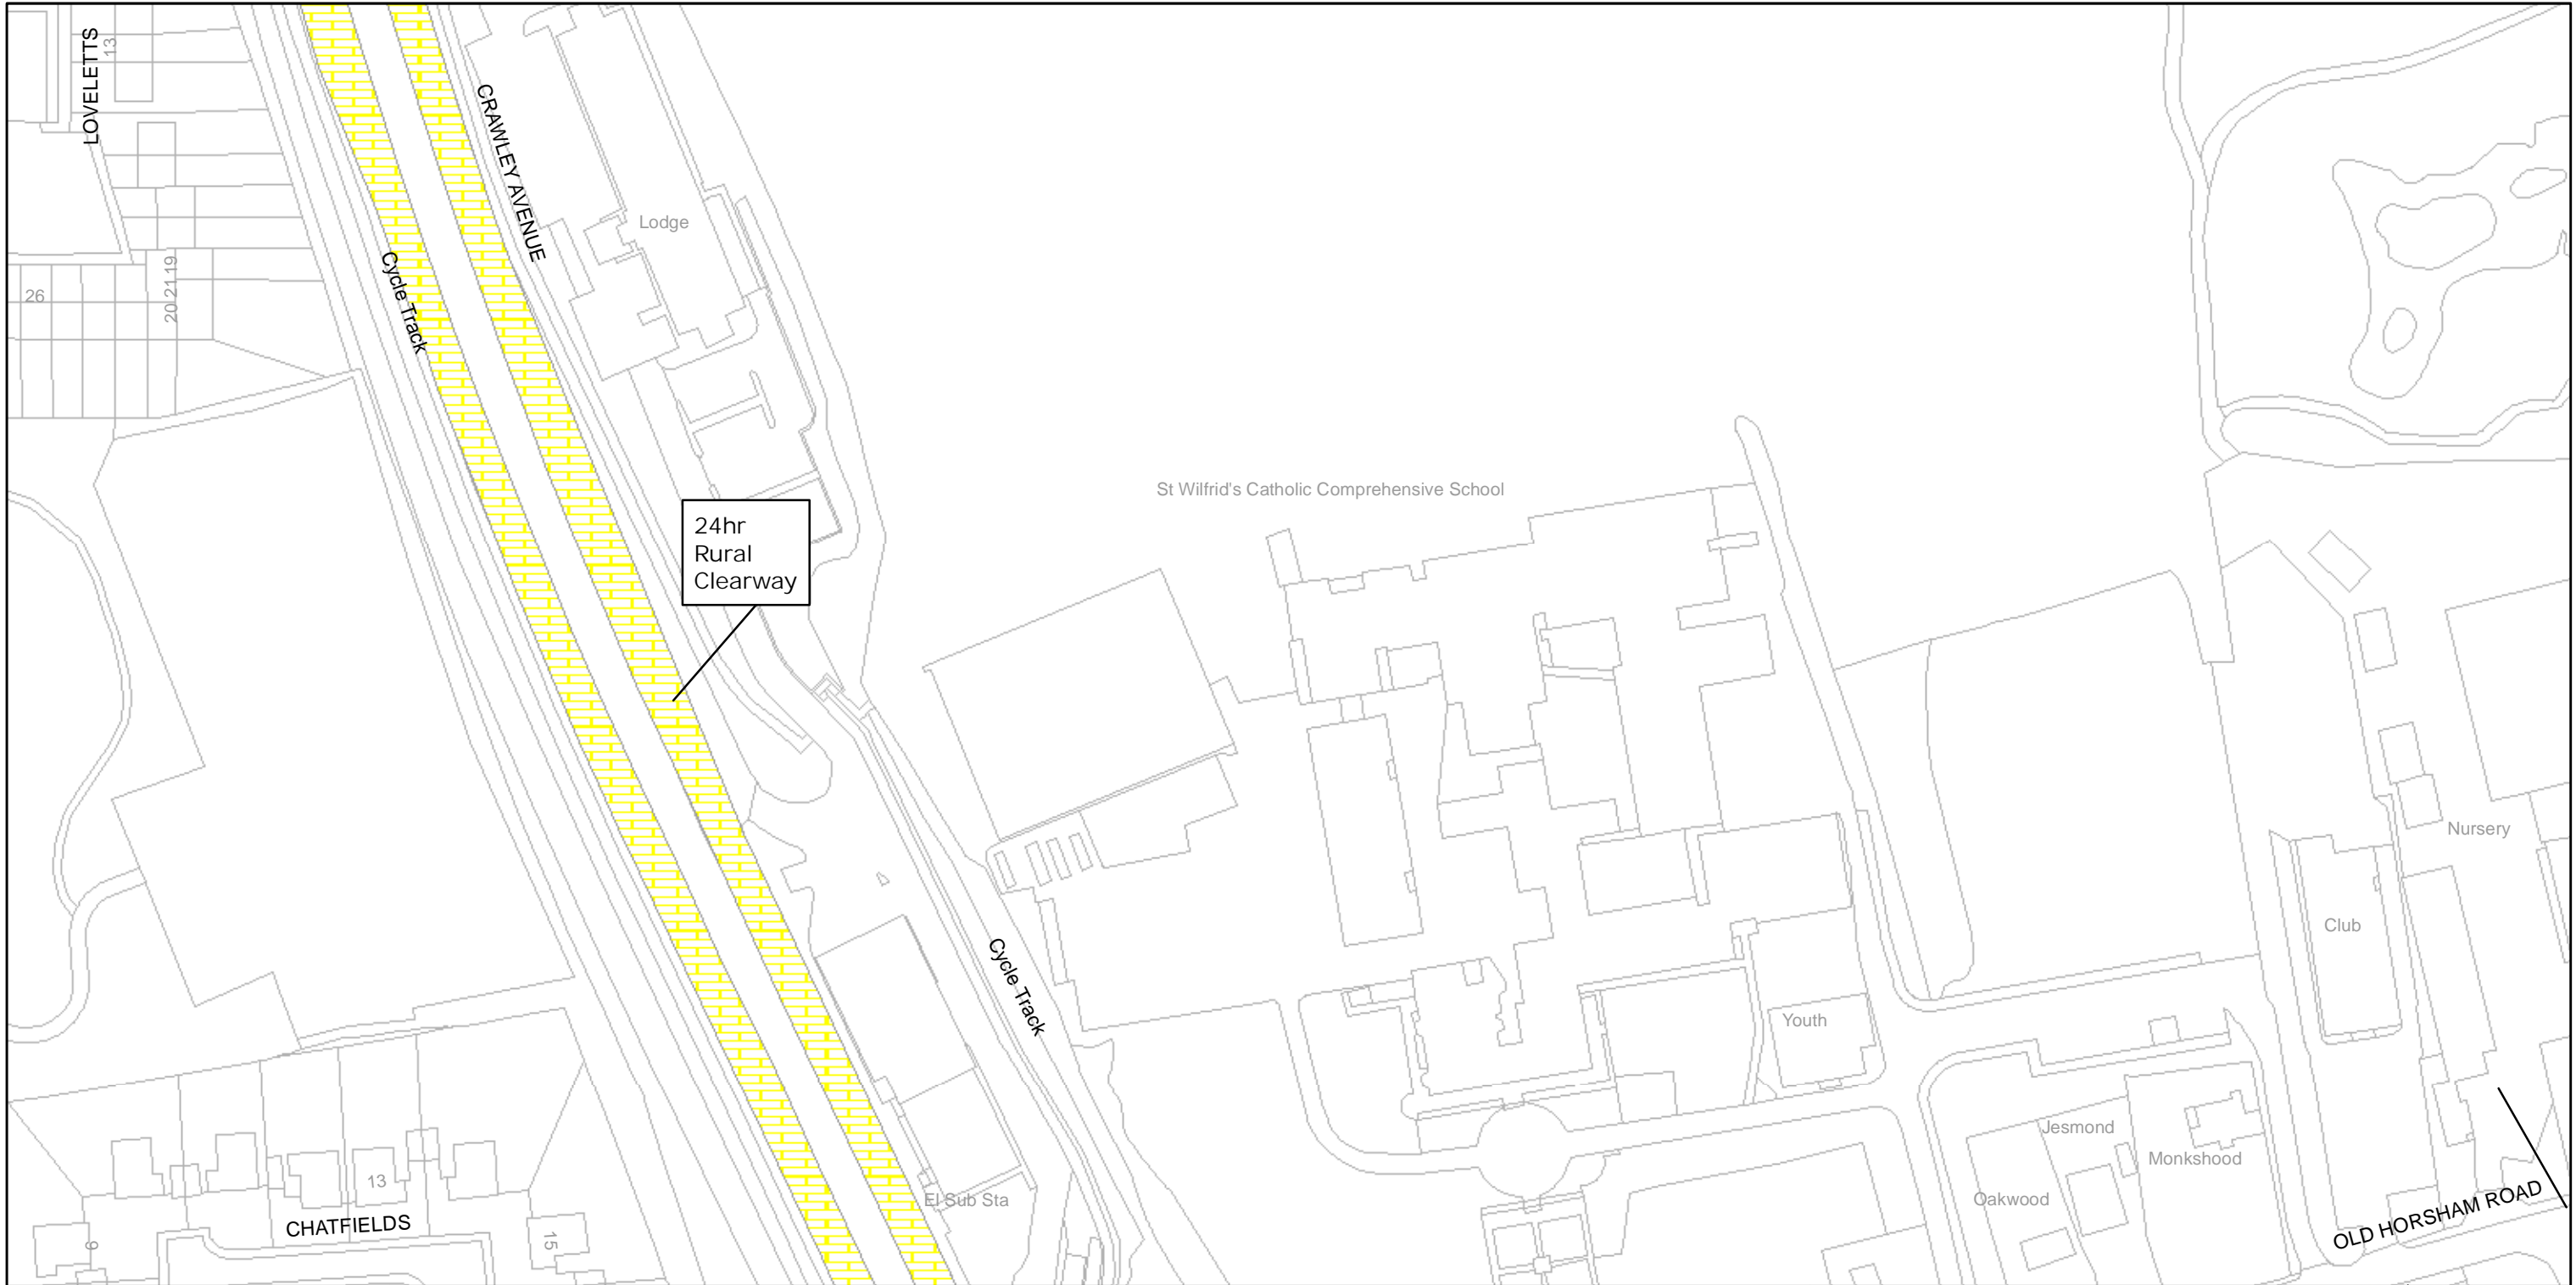 LOVELETTS
13
CRAWLEY AVENUE
Lodge
Cycle Track
26
20 21 19
St Wilfrid's Catholic Comprehensive School
24hr
Rural
Clearway
Nursery
Club
Cycle Track
Youth
Jesmond
Monkshood
Oakwood
13
El Sub Sta
OLD HORSHAM ROAD
CHATFIELDS
6
15